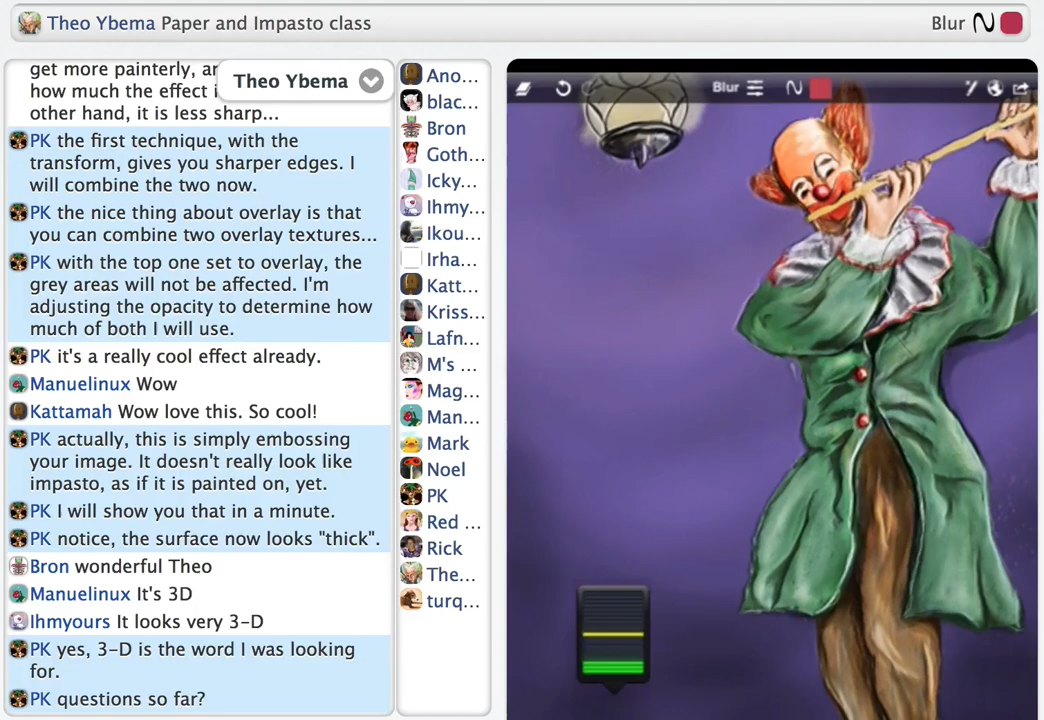 Theo Ybema Paper and Impasto class
Blur
get more painterly, an
how much the effect i
other hand, it is less sharp...
Theo Ybema
PK the first technique, with the
transform, gives you sharper edges. I
will combine the two now.
PK the nice thing about overlay is that
you can combine two overlay textures...
PK with the top one set to overlay, the
grey areas will not be affected. I'm
adjusting the opacity to determine how
much of both I will use.
PK it's a really cool effect already.
Manuelinux Wow
Kattamah Wow love this. So cool!
PK actually, this is simply embossing
your image. It doesn't really look like
impasto, as if it is painted on, yet.
PK I will show you that in a minute.
PK notice, the surface now looks "thick".
Bron wonderful Theo
Manuelinux It's 3D
Ihmyours It looks very 3-D
PK yes, 3-D is the word I was looking
for.
PK questions so far?
Ano...
blac...
Bron
Goth...
Icky...
Ihmy...
Ikou...
Irha...
Katt...
Kriss...
Lafn...
M's ...
Mag...
Man...
Mark
Noel
PK
Red ...
Rick
The...
turq...
Blur